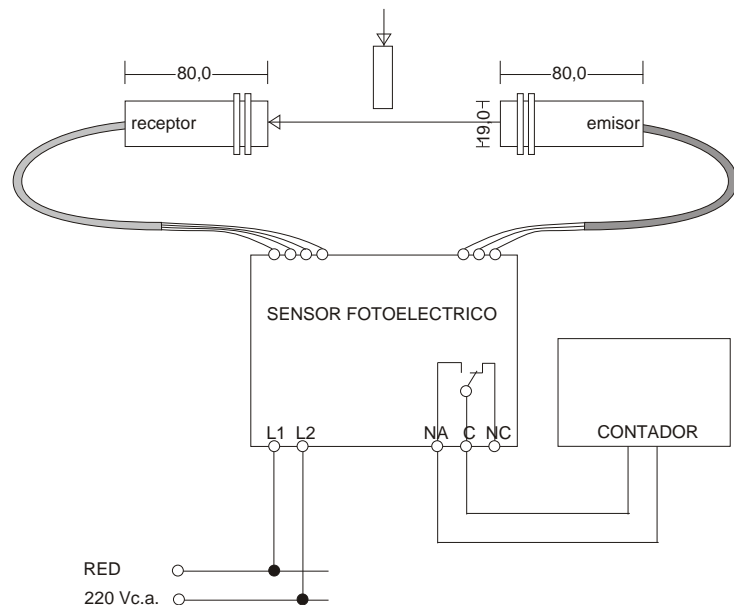 80,0
80,0
receptor
19,0
emisor
SENSOR FOTOELECTRICO
L1 L2
NA C NC
CONTADOR
RED
220 Vc.a.